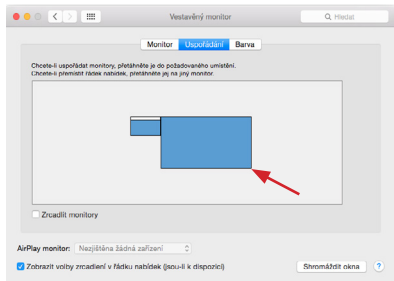 Vestavěný monitor
Hledat
Monitor Uspořádání Barva
Chcete-li uspořádat monitory, přetáhněte je do požadovaného umístění.
Chcete-li přemístit řádek nabídek, přetáhněte jej na jiný monitor.
Zrcadlit monitory
AirPlay monitor: Nezjištěna žádná zařízení
Zobrazit volby zrcadlení v řádku nabídek (jsou-li k dispozici)
Shromáždit okna ?